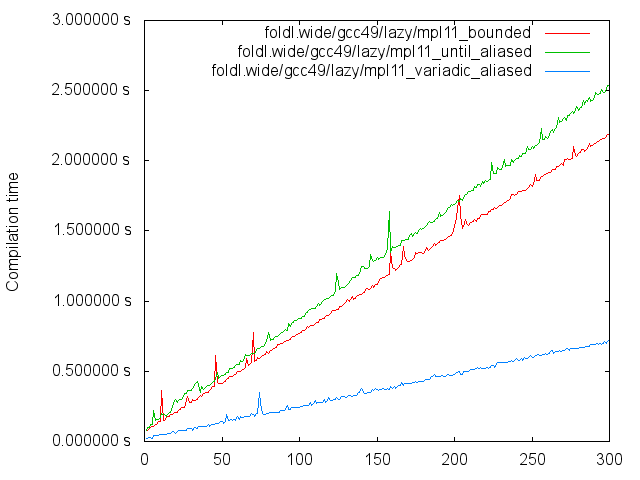 3.000000 s
foldl.wide/gcc49/lazy/mpl11_bounded
foldl.wide/gcc49/lazy/mpl11_until_aliased
foldl.wide/gcc49/lazy/mpl11_variadic_aliased
2.500000 s
2.000000 s
Compilation time
1.500000 s
1.000000 s
0.500000 s
0.000000 s
0 50 100 150 200 250 300